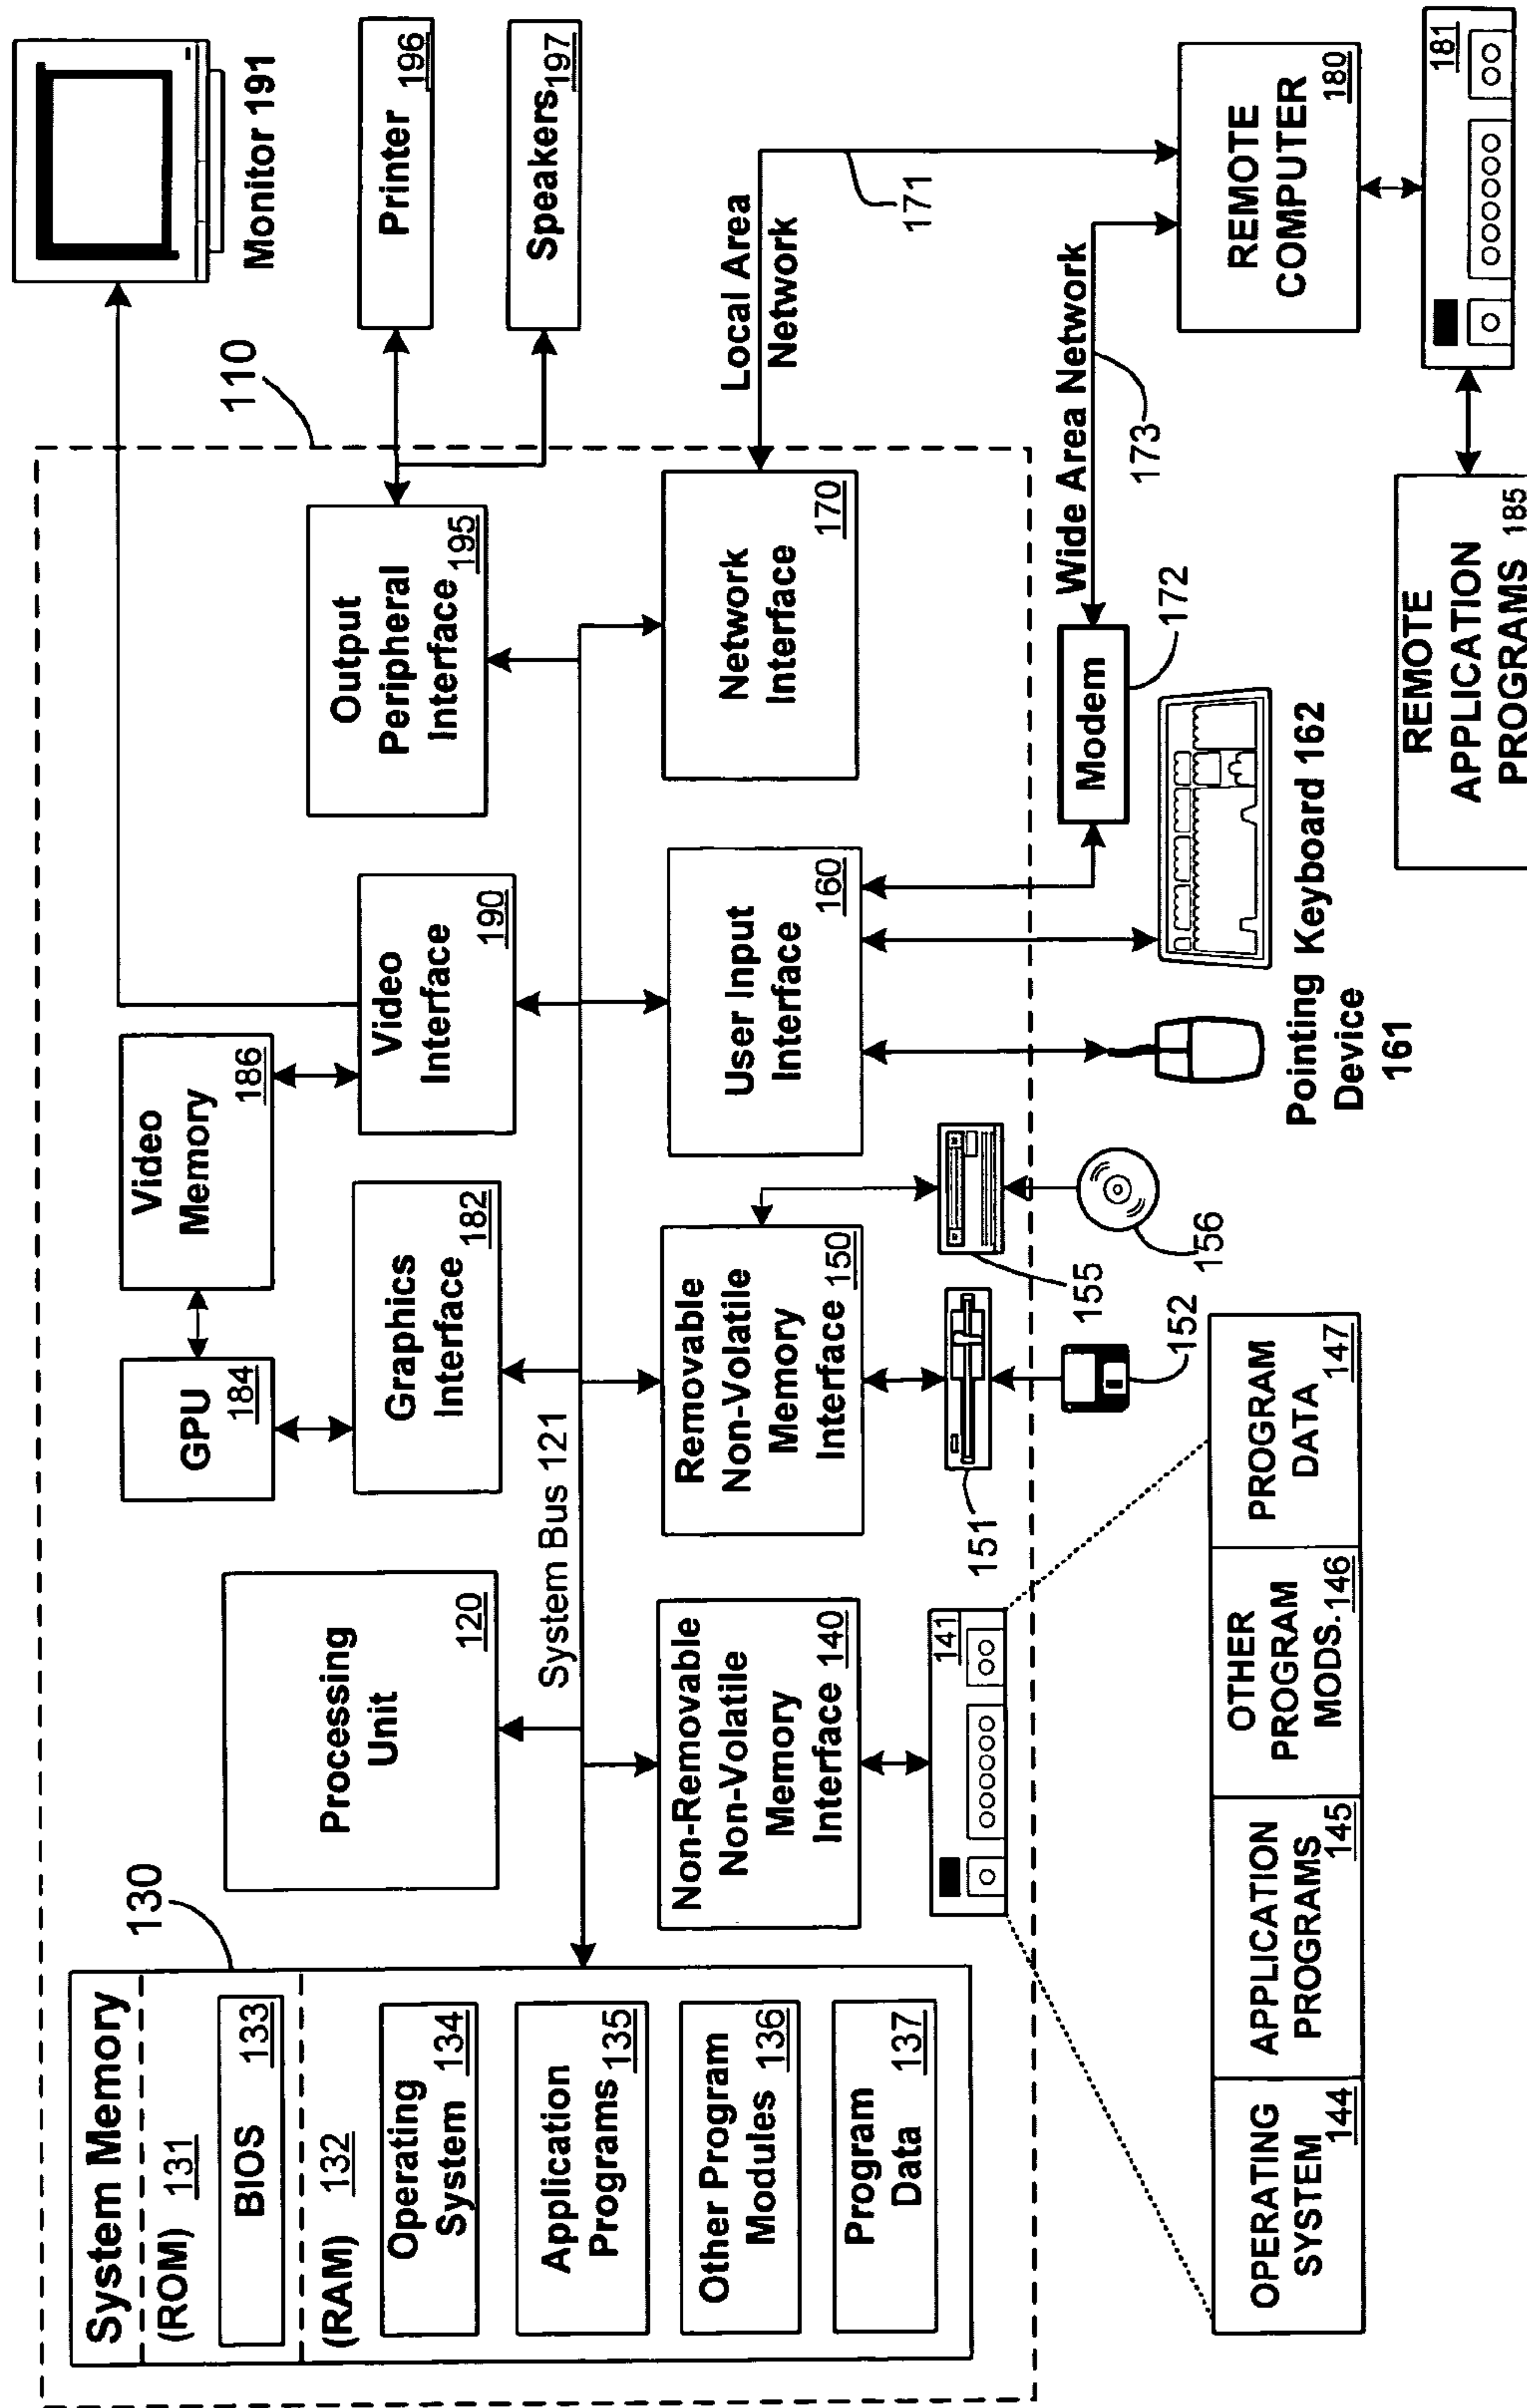 System Memory
(ROM) 131
BIOS
133
(RAM) 132
Operating
System 134
Application
Programs 135
Other Program
Modules 136
Program
Data 137
130
Processing
Unit
120
System Bus 121
GPU
184
Video
Memory
186
Graphics
Interface
182
Video
Interface
190
Output
Peripheral
Interface 195
110
Monitor 191
Printer
196
Speakers 197
Non-Removable
Non-Volatile
Memory
Interface 140
Removable
Non-Volatile
Memory
Interface 150
User Input
Interface
160
Network
Interface
170
Local Area
Network
171
141
151
152
155
156
Modem
172
Wide Area Network
173
Pointing
Device
161
Keyboard 162
REMOTE
COMPUTER
180
181
REMOTE
APPLICATION
PROGRAMS 185
OPERATING
SYSTEM 144
APPLICATION
PROGRAMS
145
OTHER
PROGRAM
MODS. 146
PROGRAM
DATA
147